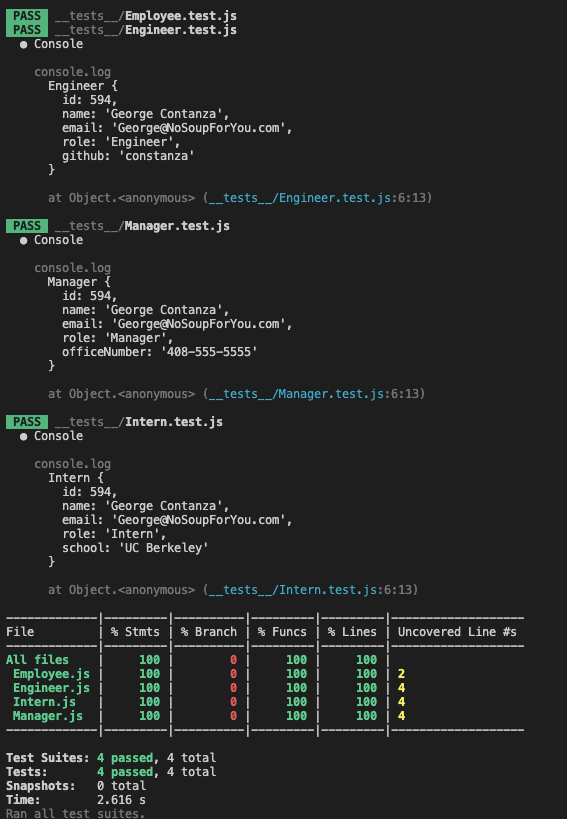 PASS __tests__/Employee.test.js
PASS __tests__/Engineer.test.js
● Console
console.log
Engineer {
id: 594,
name: 'George Contanza',
email: 'George@NoSoupForYou.com',
role: 'Engineer',
github: 'constanza'
}
at Object.<anonymous> (__tests__/Engineer.test.js:6:13)
PASS __tests__/Manager.test.js
● Console
console.log
Manager {
id: 594,
name: 'George Contanza',
email: 'George@NoSoupForYou.com',
role: 'Manager',
officeNumber: '408-555-5555'
}
at Object.<anonymous> (__tests__/Manager.test.js:6:13)
PASS __tests__/Intern.test.js
● Console
console.log
Intern {
id: 594,
name: 'George Contanza',
email: 'George@NoSoupForYou.com',
role: 'Intern',
school: 'UC Berkeley'
}
at Object.<anonymous> (__tests__/Intern.test.js:6:13)
-------------|---------|----------|---------|---------|-------------------
File | % Stmts | % Branch | % Funcs | % Lines | Uncovered Line #s
-------------|---------|----------|---------|---------|-------------------
All files | 100 | 0 | 100 | 100 |
Employee.js | 100 | 0 | 100 | 100 | 2
Engineer.js | 100 | 0 | 100 | 100 | 4
Intern.js | 100 | 0 | 100 | 100 | 4
Manager.js | 100 | 0 | 100 | 100 | 4
-------------|---------|----------|---------|---------|-------------------
Test Suites: 4 passed, 4 total
Tests: 4 passed, 4 total
Snapshots: 0 total
Time: 2.616 s
Ran all test suites.